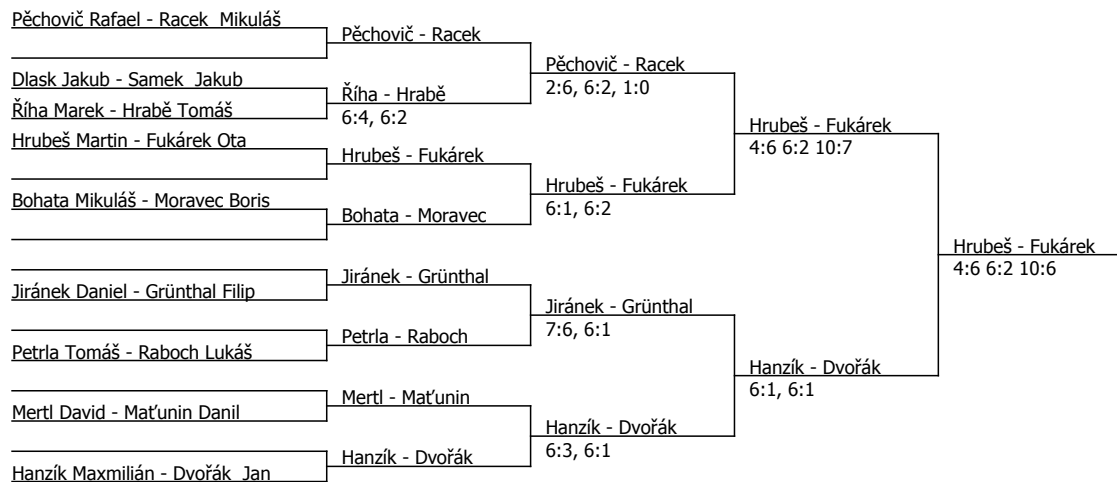 Pěchovič Rafael - Racek  Mikuláš
Dlask Jakub - Samek  Jakub
Říha Marek - Hrabě Tomáš
Hrubeš Martin - Fukárek Ota
Bohata Mikuláš - Moravec Boris
Jiránek Daniel - Grünthal Filip
Petrla Tomáš - Raboch Lukáš
Mertl David - Maťunin Danil
Hanzík Maxmilián - Dvořák  Jan
Pěchovič - Racek
Říha - Hrabě
6:4, 6:2
Hrubeš - Fukárek
Bohata - Moravec
Jiránek - Grünthal
Petrla - Raboch
Mertl - Maťunin
Hanzík - Dvořák
Pěchovič - Racek
2:6, 6:2, 1:0
Hrubeš - Fukárek
6:1, 6:2
Jiránek - Grünthal
7:6, 6:1
Hanzík - Dvořák
6:3, 6:1
Hrubeš - Fukárek
4:6 6:2 10:7
Hanzík - Dvořák
6:1, 6:1
Hrubeš - Fukárek
4:6 6:2 10:6